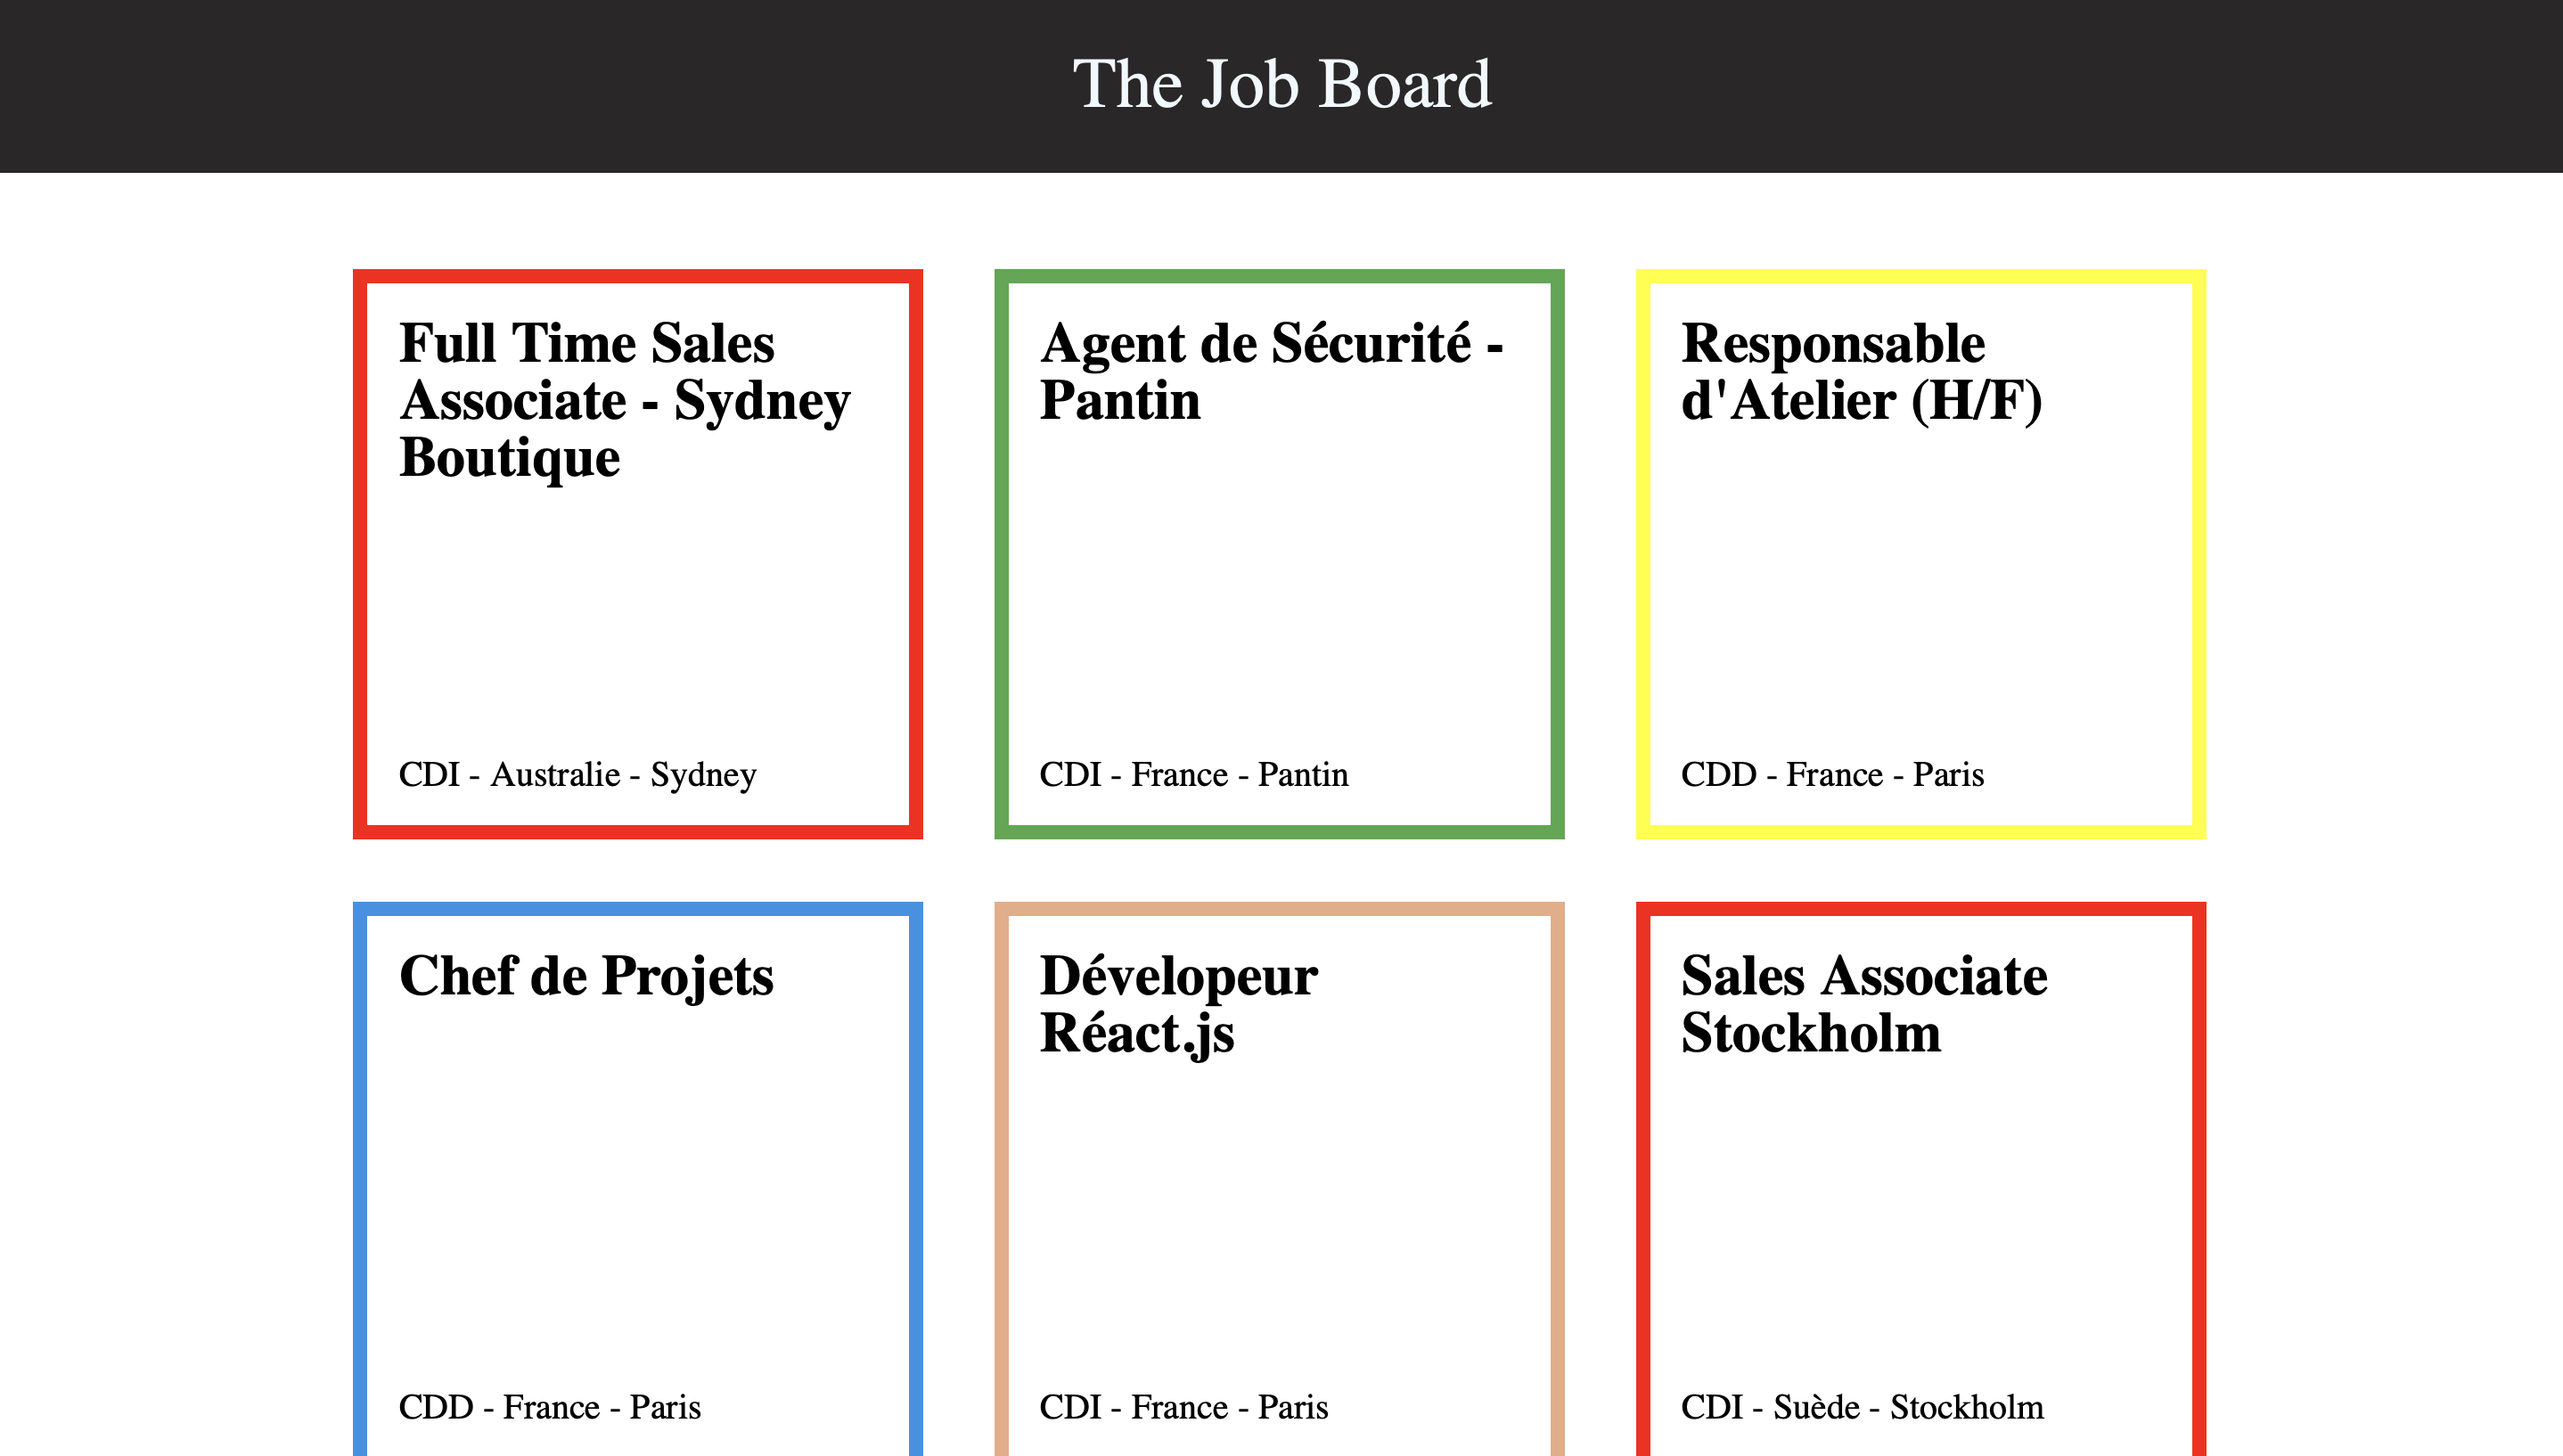 The Job Board
Full Time Sales
Associate - Sydney
Boutique
CDI - Australie - Sydney
Agent de Sécurité -
Pantin
CDI - France - Pantin
Responsable
d'Atelier (H/F)
CDD - France - Paris
Chef de Projets
CDD - France - Paris
Dévelopeur
Réact.js
CDI - France - Paris
Sales Associate
Stockholm
CDI - Suède - Stockholm